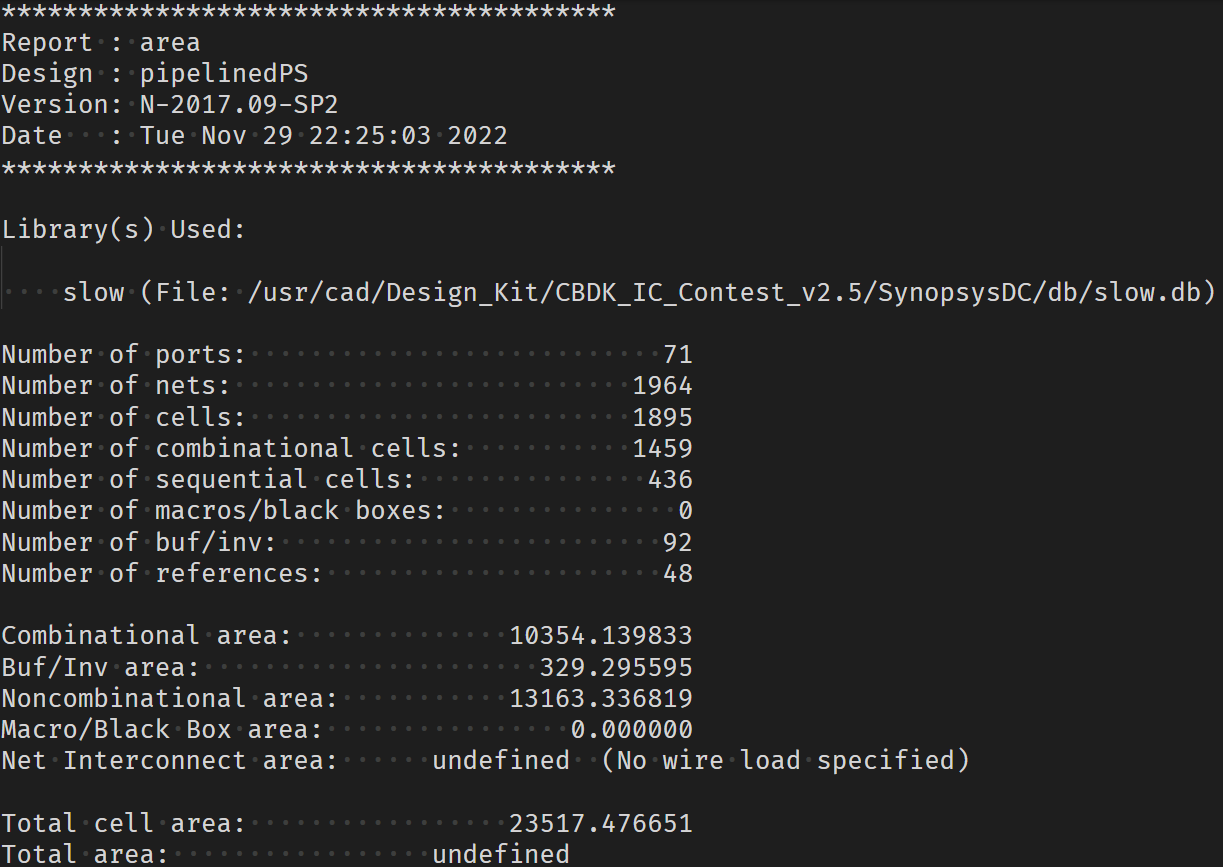 ****************************************
Report : area
Design : pipelinedPS
Version: N-2017.09-SP2
Date   : Tue Nov 29 22:25:03 2022
****************************************
Library(s) Used:
    slow (File: /usr/cad/Design_Kit/CBDK_IC_Contest_v2.5/SynopsysDC/db/slow.db)
Number of ports:                           71
Number of nets:                          1964
Number of cells:                         1895
Number of combinational cells:           1459
Number of sequential cells:               436
Number of macros/black boxes:               0
Number of buf/inv:                         92
Number of references:                      48
Combinational area:              10354.139833
Buf/Inv area:                      329.295595
Noncombinational area:           13163.336819
Macro/Black Box area:                0.000000
Net Interconnect area:      undefined  (No wire load specified)
Total cell area:                 23517.476651
Total area:                 undefined